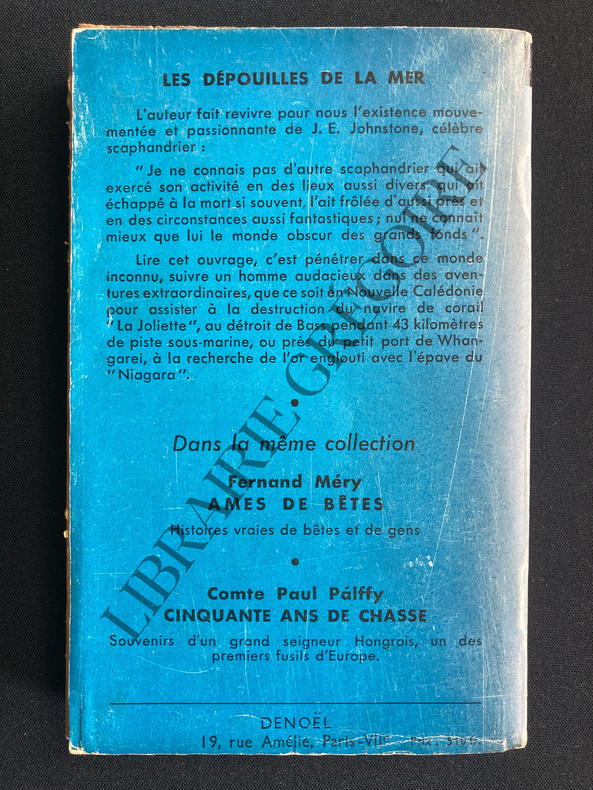 LES DÉPOUILLES DE LA MER
L'auteur fait revivre pour nous l'existence mouve-
mentée et passionnante de J. E. Johnstone, célèbre
scaphandrier :
"Je ne connais pas d'autre scaphandrier qui ait
exercé son activité en des lieux aussi divers, qui ait
échappé à la mort si souvent, l'ait frôlée d'aussi près et
en des circonstances aussi fantastiques ; nul ne connaît
mieux que lui le monde obscur des grands fonds".
Lire cet ouvrage, c'est pénétrer dans ce monde
inconnu, suivre un homme audacieux dans des aven-
tures extraordinaires, que ce soit en Nouvelle Calédonie
pour assister à la destruction du navire de corail
"La Joliette", au détroit de Bass pendant 43 kilomètres
de piste sous-marine, ou près du petit port de Whan-
garei, à la recherche de l'or englouti avec l'épave du
"Niagara".
Dans la même collection
Fernand Méry
AMES DE BÊTES
Histoires vraies de bêtes et de gens
Comte Paul Pálffy
CINQUANTE ANS DE CHASSE
Souvenirs d'un grand seigneur Hongrois, un des
premiers fusils d'Europe.
DENOËL
19, rue Amélie, Paris-VIIe - Prix :
LIBRAIRIE•GRÉGOIRE